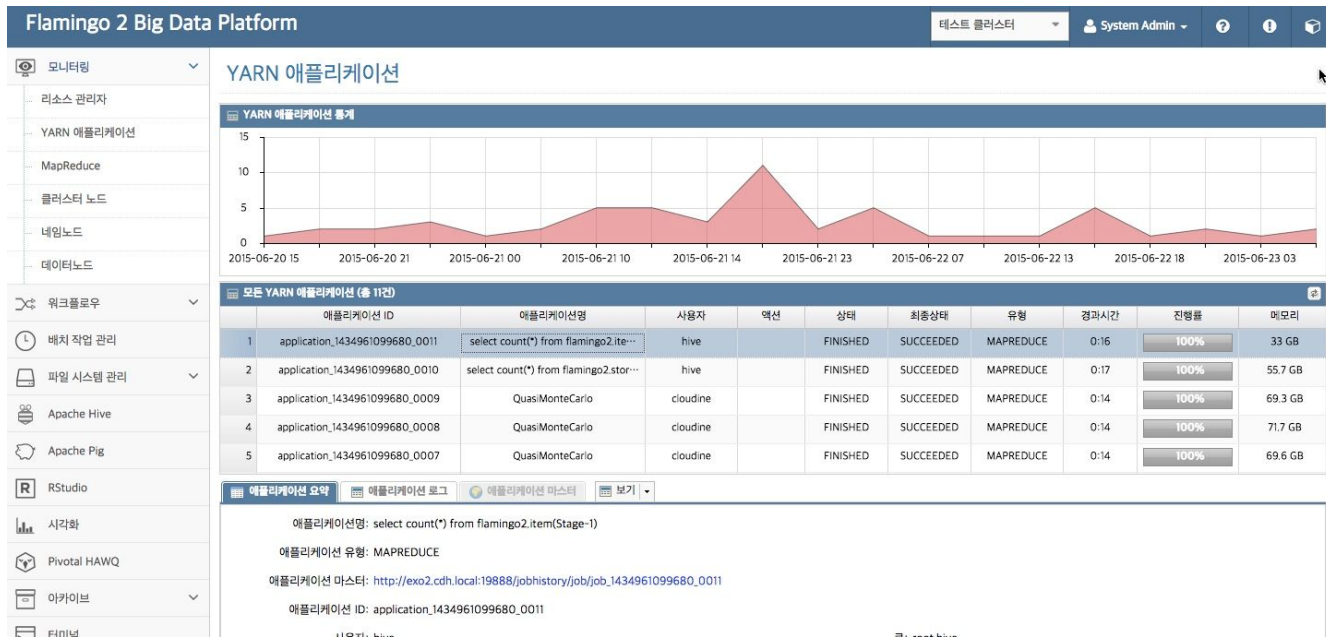 Flamingo 2 Big Data Platform
테스트 클러스터
System Admin
모니터링
리소스 관리자
YARN 애플리케이션
MapReduce
클러스터 노드
네임노드
데이터노드
워크플로우
배치 작업 관리
파일 시스템 관리
Apache Hive
Apache Pig
RStudio
시각화
Pivotal HAWQ
아카이브
터미널
YARN 애플리케이션
YARN 애플리케이션 통계
15
10
5
0
2015-06-20 15 2015-06-20 21 2015-06-21 00 2015-06-21 10 2015-06-21 14 2015-06-21 23 2015-06-22 07 2015-06-22 13 2015-06-22 18 2015-06-23 03
모든 YARN 애플리케이션 (총 11건)
애플리케이션 ID 애플리케이션명 사용자 액션 상태 최종상태 유형 경과시간 진행률 메모리
1 application_1434961099680_0011 select count(*) from flamingo2.ite... hive FINISHED SUCCEEDED MAPREDUCE 0:16 100% 33 GB
2 application_1434961099680_0010 select count(*) from flamingo2.stor... hive FINISHED SUCCEEDED MAPREDUCE 0:17 100% 55.7 GB
3 application_1434961099680_0009 QuasiMonteCarlo cloudine FINISHED SUCCEEDED MAPREDUCE 0:14 100% 69.3 GB
4 application_1434961099680_0008 QuasiMonteCarlo cloudine FINISHED SUCCEEDED MAPREDUCE 0:14 100% 71.7 GB
5 application_1434961099680_0007 QuasiMonteCarlo cloudine FINISHED SUCCEEDED MAPREDUCE 0:14 100% 69.6 GB
애플리케이션 요약 애플리케이션 로그 애플리케이션 마스터 보기
애플리케이션명: select count(*) from flamingo2.item(Stage-1)
애플리케이션 유형: MAPREDUCE
애플리케이션 마스터: http://exo2.cdh.local:19888/jobhistory/job/job_1434961099680_0011
애플리케이션 ID: application_1434961099680_0011
사용자: hive 큐: root.hive